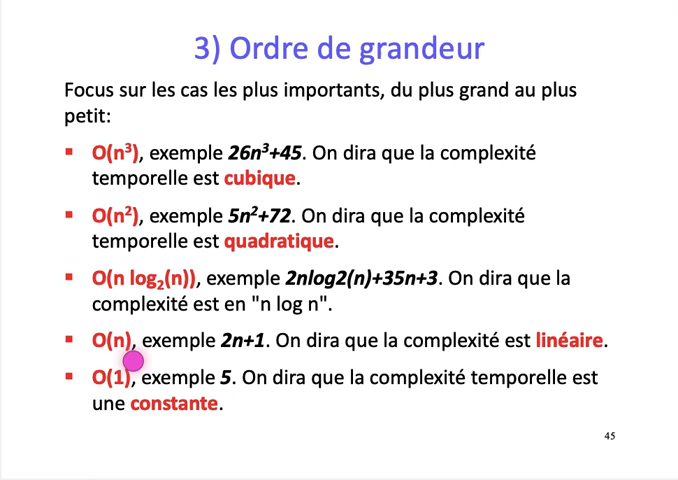 3) Ordre de grandeur
Focus sur les cas les plus importants, du plus grand au plus
petit:
▪ O(n³), exemple 26n³+45. On dira que la complexité
temporelle est cubique.
▪ O(n²), exemple 5n²+72. On dira que la complexité
temporelle est quadratique.
▪ O(n log₂(n)), exemple 2nlog2(n)+35n+3. On dira que la
complexité est en "n log n".
▪ O(n), exemple 2n+1. On dira que la complexité est linéaire.
▪ O(1), exemple 5. On dira que la complexité temporelle est
une constante.
45